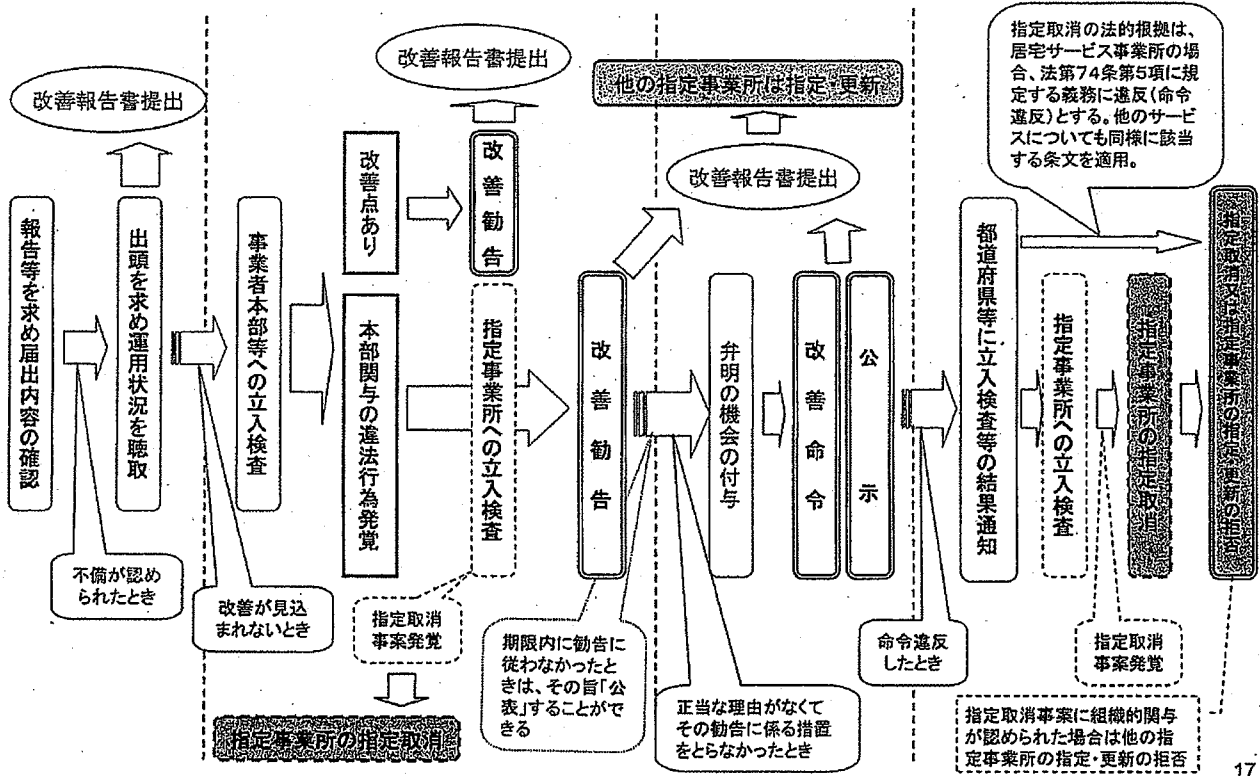 改善報告書提出
報告等を求め届出内容の確認
出頭を求め運用状況を聴取
不備が認め
られたとき
改善が見込
まれないとき
事業者本部等への立入検査
改善点あり
改善勧告
改善報告書提出
本部関与の違法行為発覚
指定事業所への立入検査
指定取消
事案発覚
指定事業所の指定取消
改善勧告
期限内に勧告に
従わなかったと
きは、その旨「公
表」することがで
きる
他の指定事業所は指定・更新
改善報告書提出
正当な理由がなくて
その勧告に係る措置
をとらなかったとき
弁明の機会の付与
改善命令
公示
命令違反
したとき
都道府県等に立入検査等の結果通知
指定取消の法的根拠は、
居宅サービス事業所の場
合、法第74条第5項に規
定する義務に違反(命令
違反)とする。他のサービ
スについても同様に該当
する条文を適用。
指定事業所への立入検査
指定取消
事案発覚
指定事業所の指定取消
指定取消又は指定事業所の指定・更新の拒否
指定取消事案に組織的関与
が認められた場合は他の指
定事業所の指定・更新の拒否
17